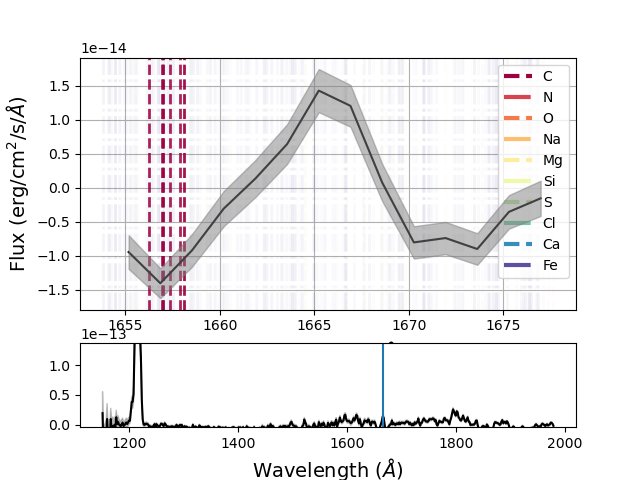 1e−14
1.5
1.0
0.5
0.0
−0.5
−1.0
−1.5
Flux (erg/cm²/s/Å)
C
N
O
Na
Mg
Si
S
Cl
Ca
Fe
1655 1660 1665 1670 1675
1e−13
1.0
0.5
0.0
1200 1400 1600 1800 2000
Wavelength (Å)